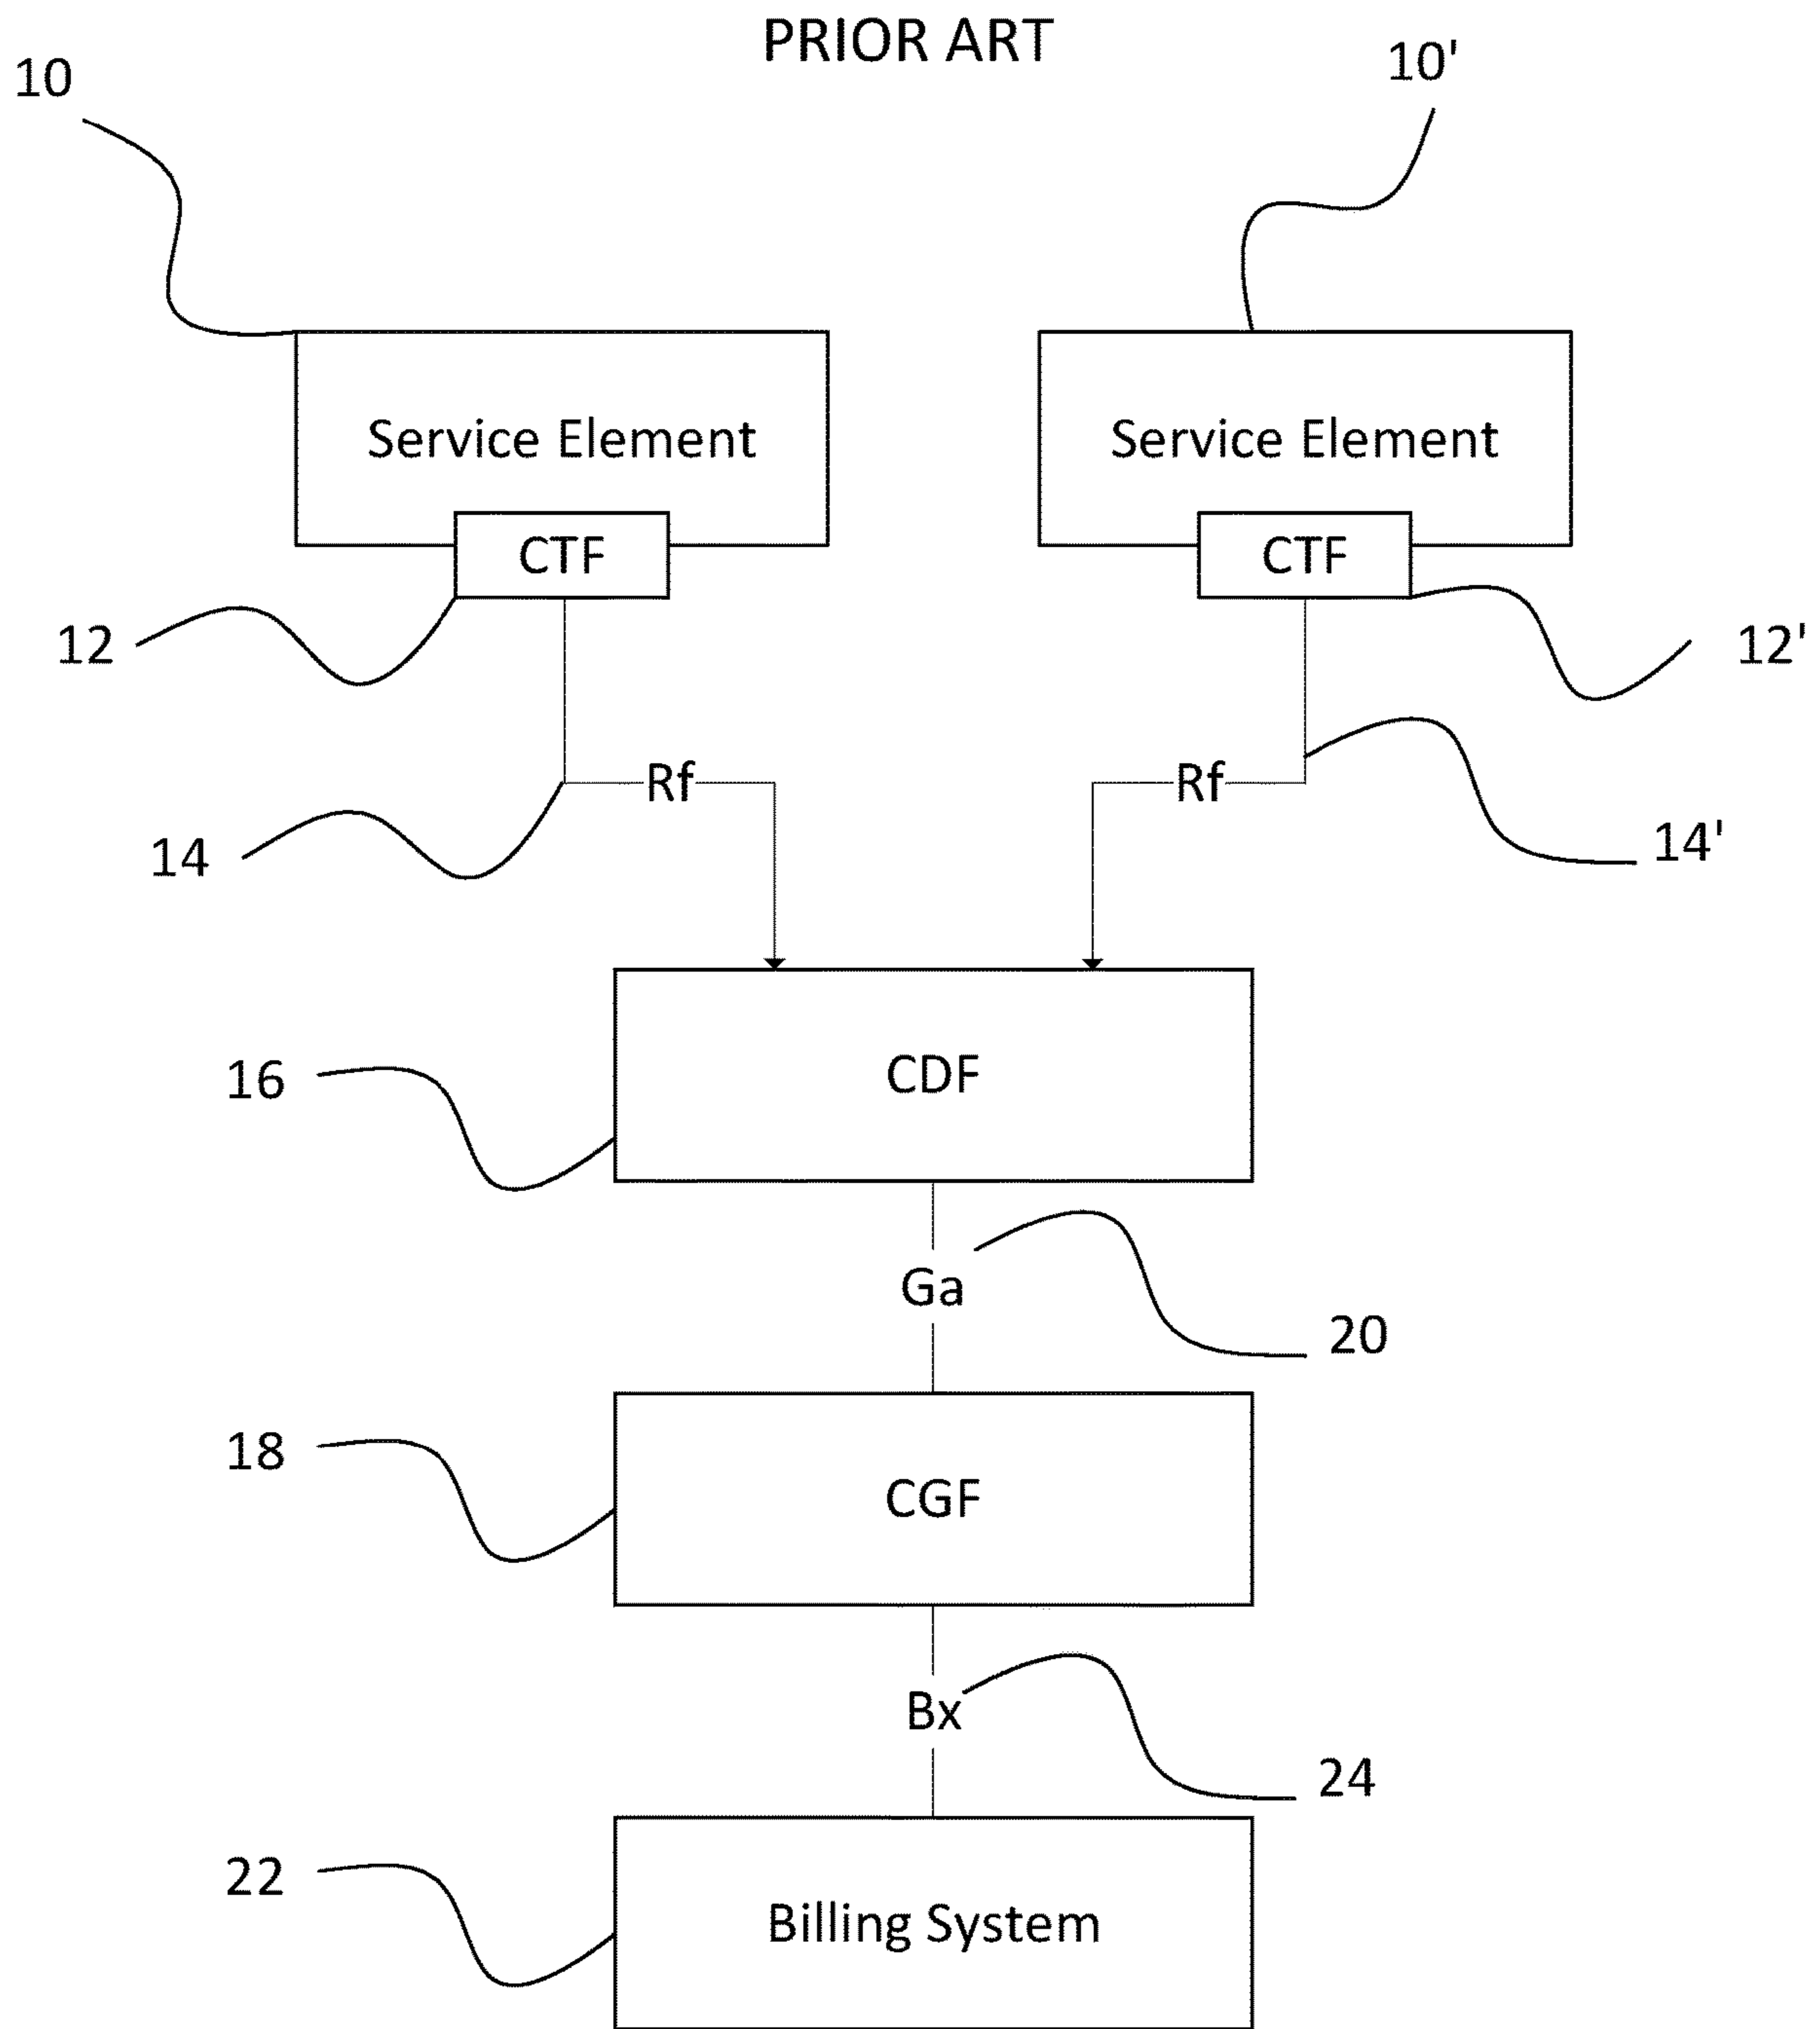 PRIOR ART
10
10'
Service Element
Service Element
CTF
CTF
12
12'
Rf
Rf
14
14'
CDF
16
Ga
20
18
CGF
Bx
24
22
Billing System